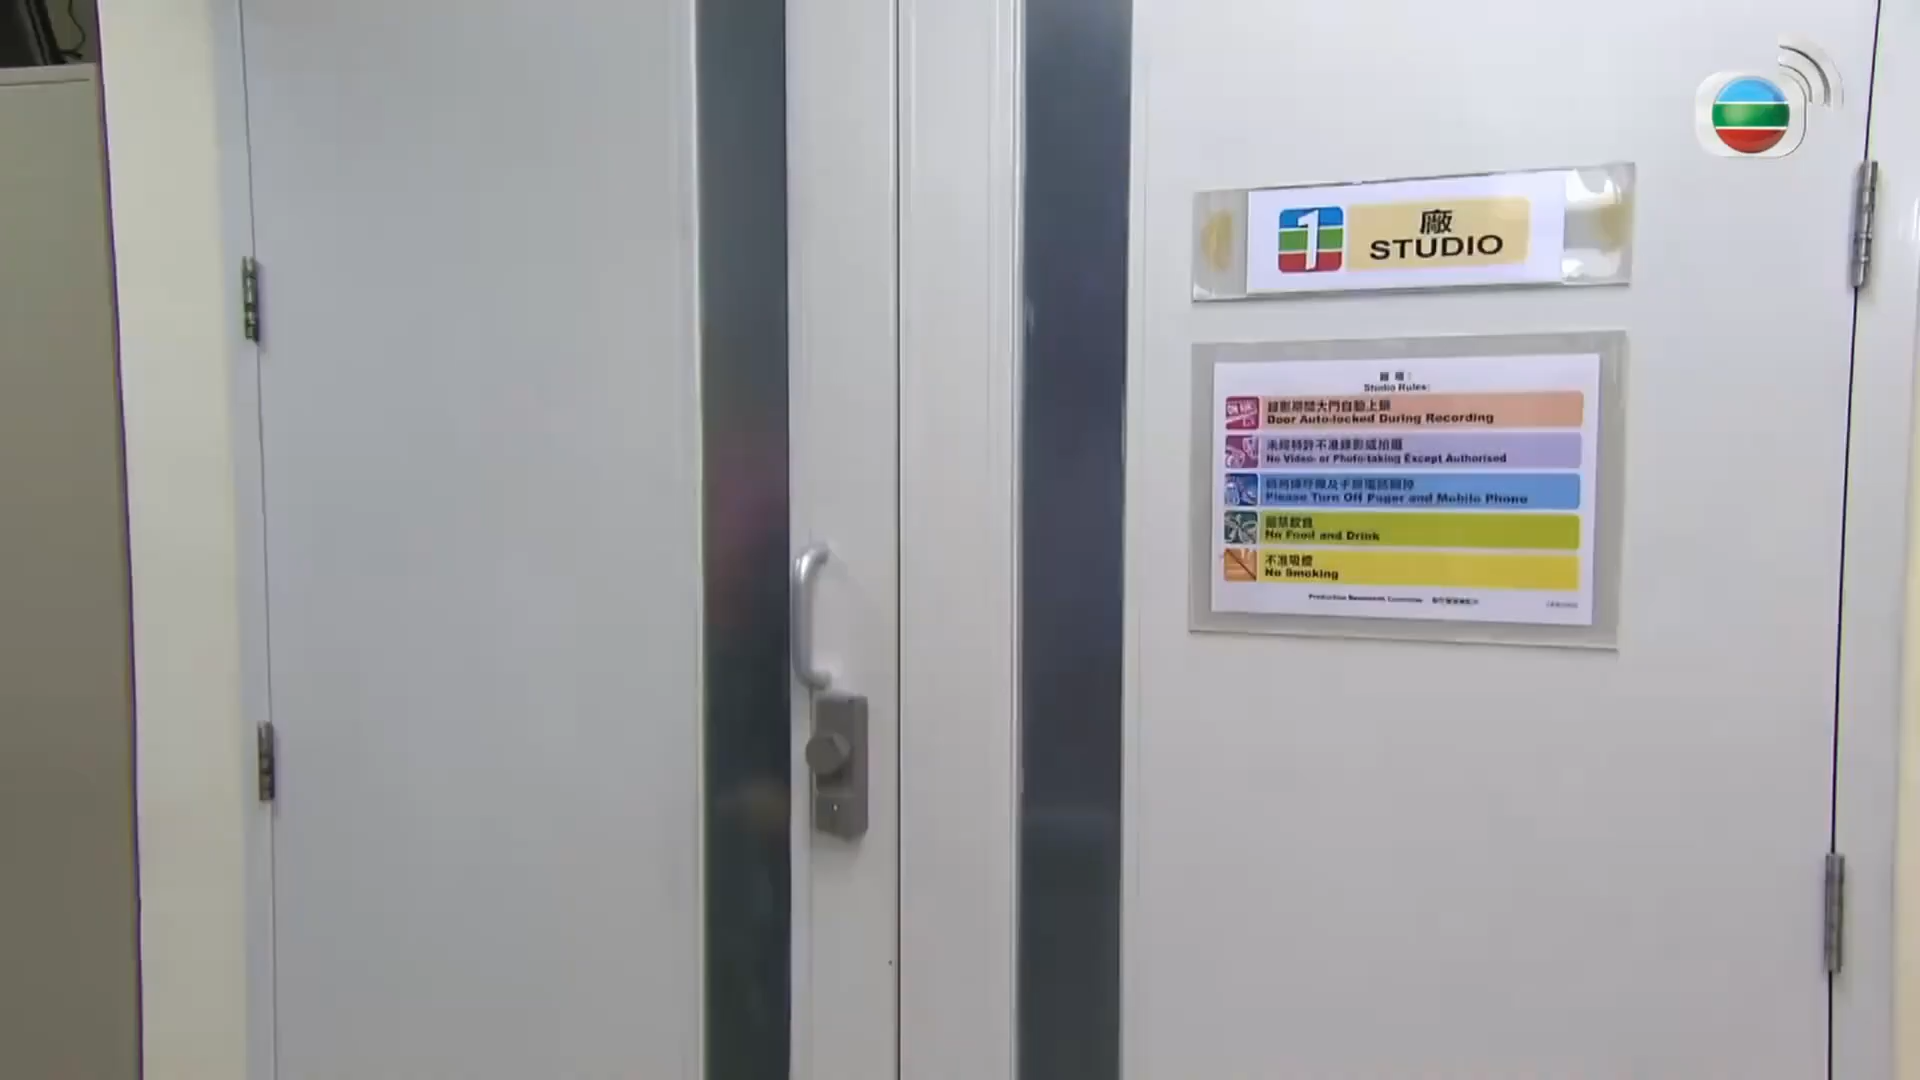 1
廠
STUDIO
Studio Rules:
錄影期間大門自動上鎖
Door Auto-locked During Recording
未經特許不准錄影或拍攝
No Video- or Photo-taking Except Authorised
Please Turn Off Pager and Mobile Phone
嚴禁飲食
No Food and Drink
不准吸煙
No Smoking